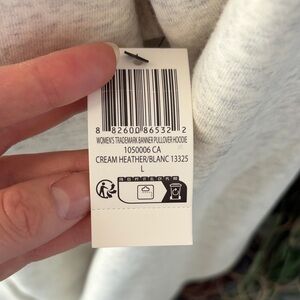 8 82600 86532 2
WOMEN'S TRADEMARK BANNER PULLOVER HOODIE
1050006 CA
CREAM HEATHER/BLANC 13325
L